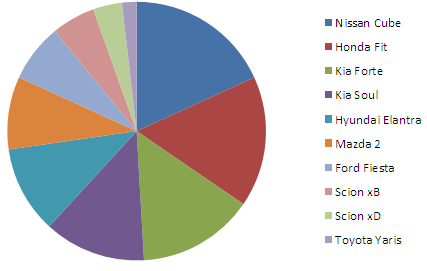 Nissan Cube
Honda Fit
Kia Forte
Kia Soul
Hyundai Elantra
Mazda 2
Ford Fiesta
Scion xB
Scion xD
Toyota Yaris